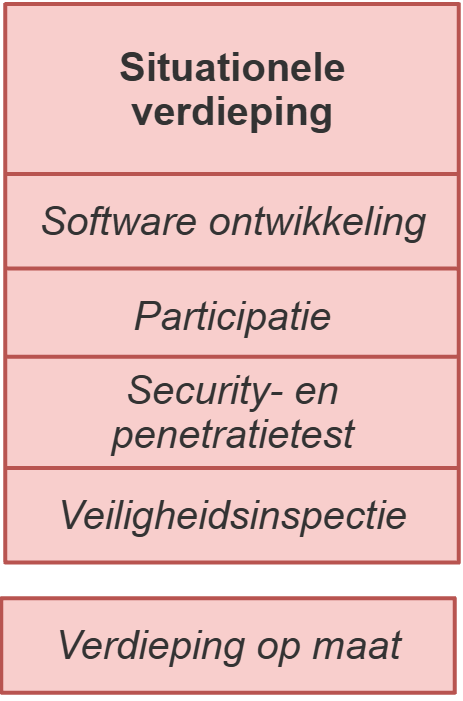 Situationele
verdieping
Software ontwikkeling
Participatie
Security- en
penetratietest
Veiligheidsinspectie
Verdieping op maat